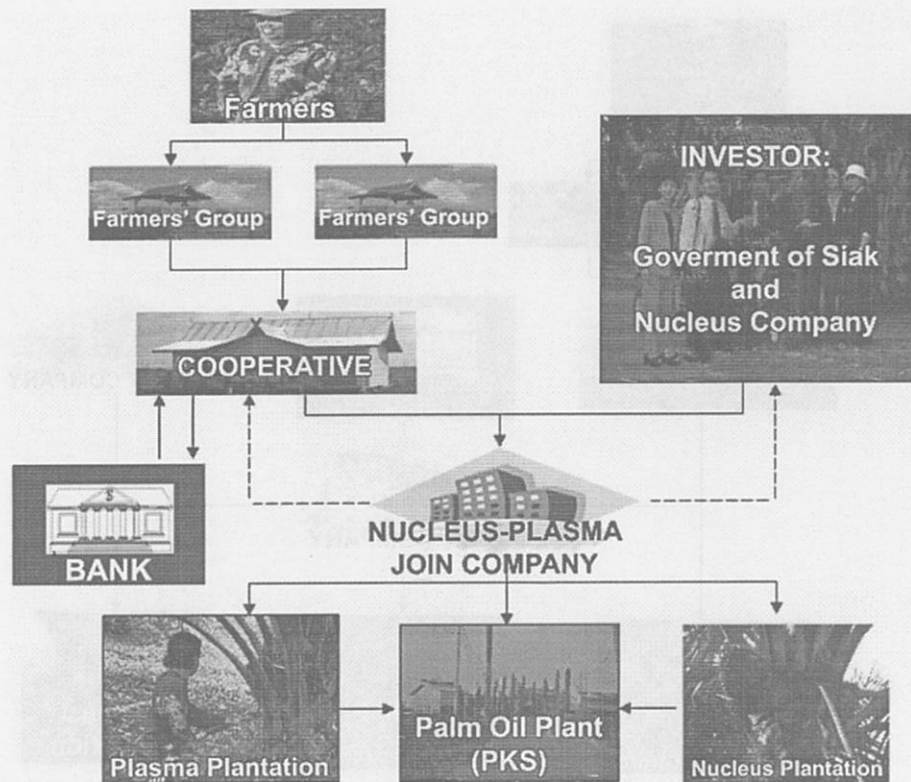 Farmers
Farmers' Group
Farmers' Group
INVESTOR:
Goverment of Siak
and
Nucleus Company
COOPERATIVE
BANK
NUCLEUS-PLASMA
JOIN COMPANY
Plasma Plantation
Palm Oil Plant
(PKS)
Nucleus Plantation